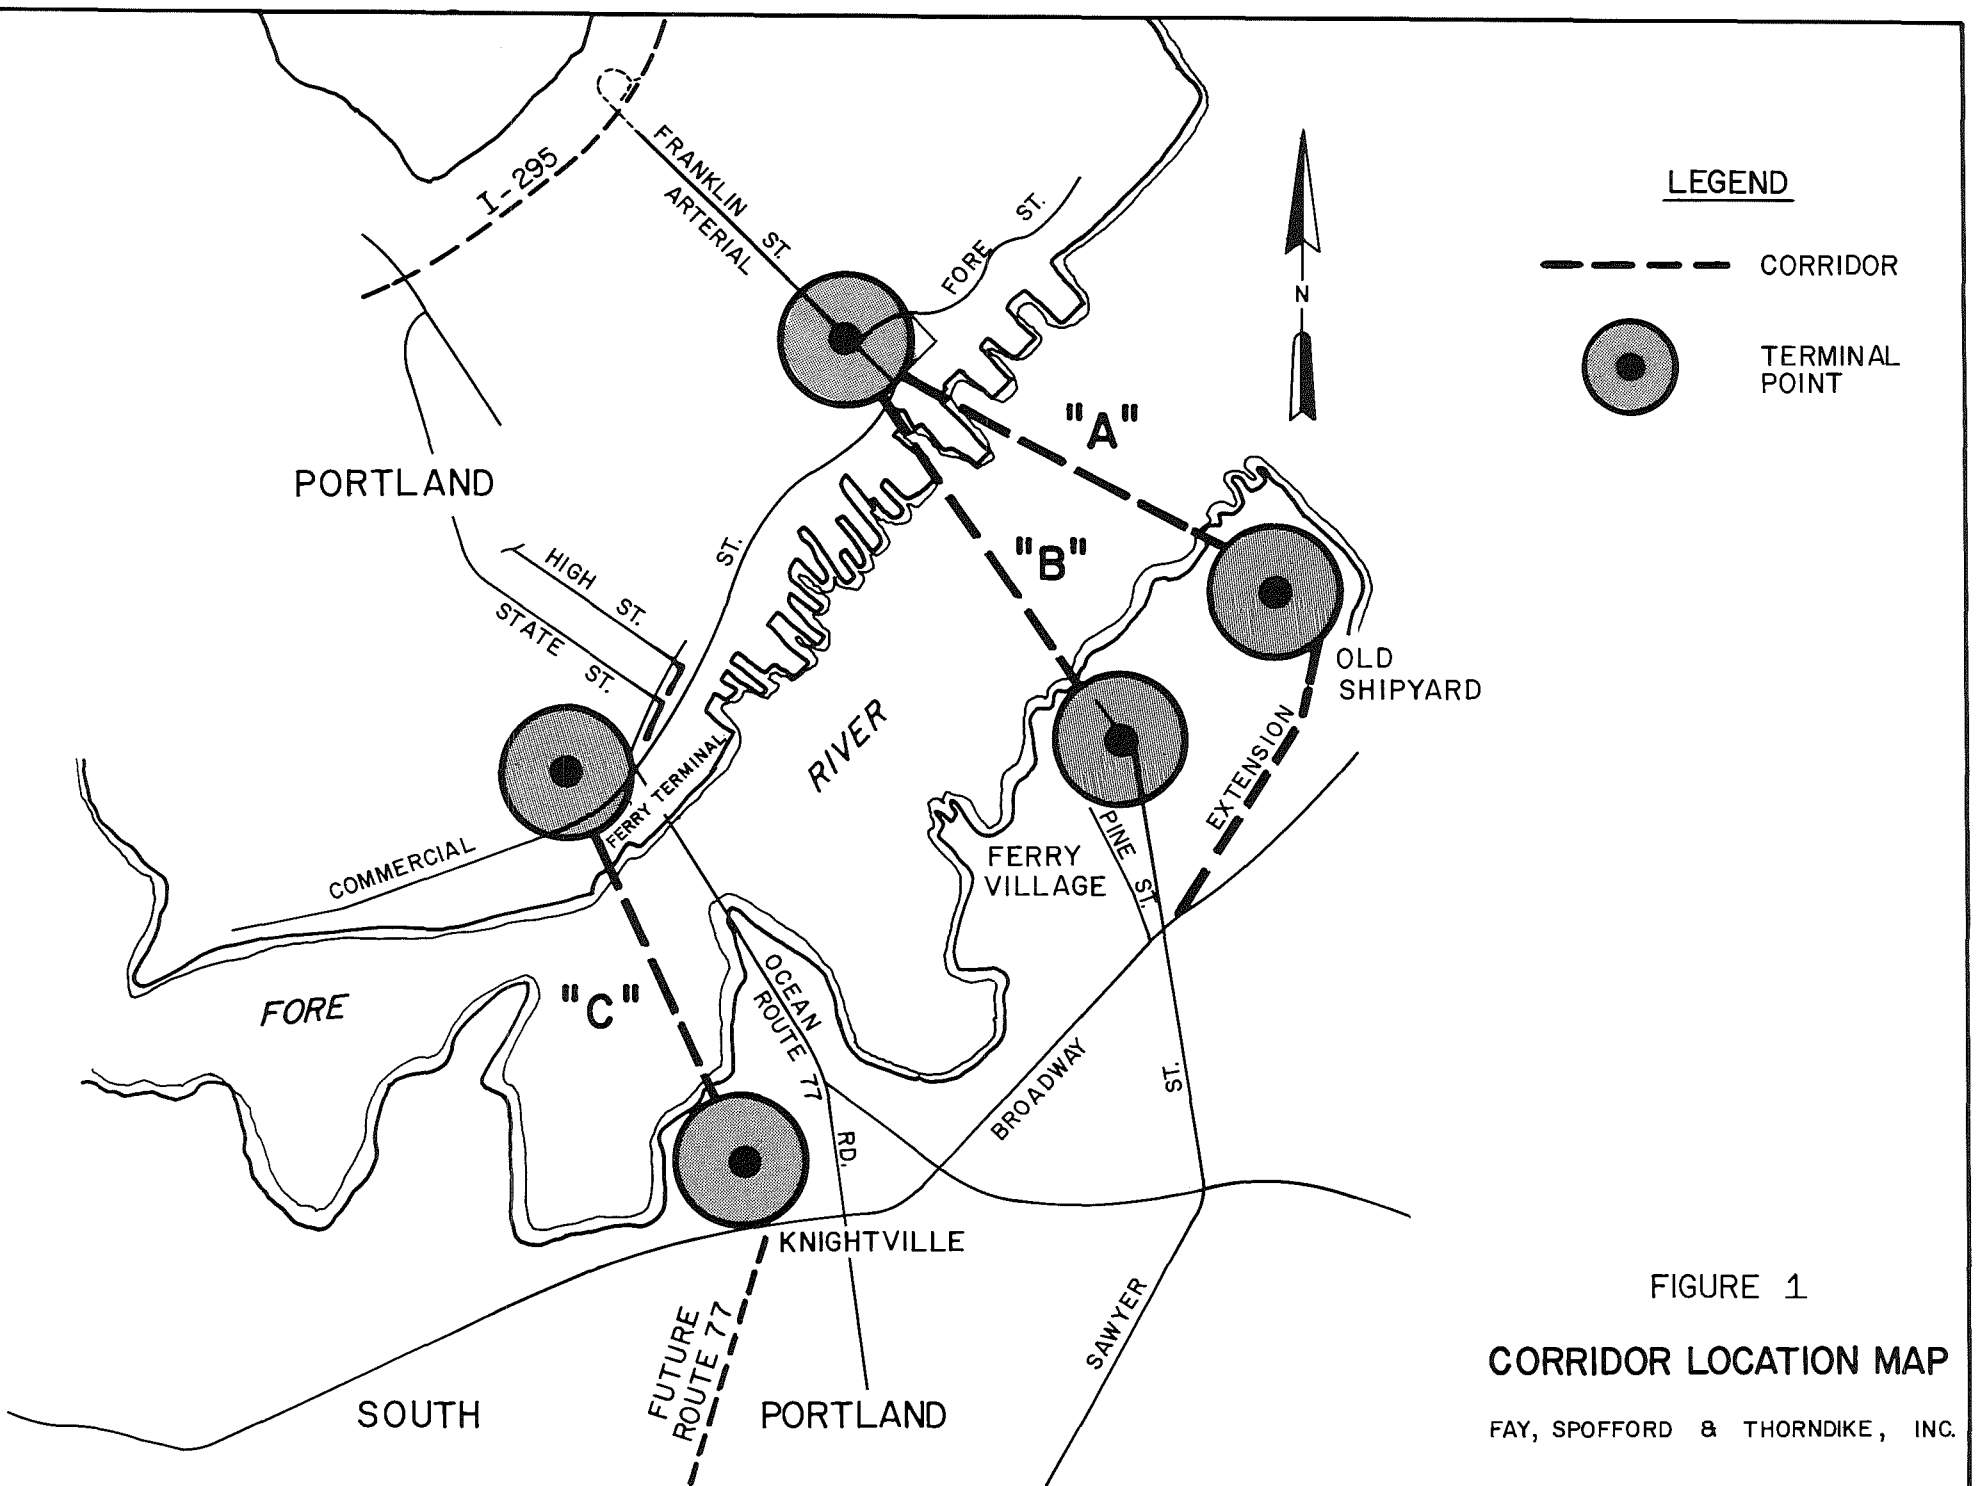 I-295
FRANKLIN ST.
ARTERIAL
FORE ST.
N
LEGEND
CORRIDOR
TERMINAL
POINT
"A"
"B"
PORTLAND
HIGH ST.
STATE ST.
ST.
COMMERCIAL
FERRY TERMINAL
RIVER
OLD
SHIPYARD
EXTENSION
PINE ST.
FERRY
VILLAGE
FORE
"C"
OCEAN
ROUTE 77
RD.
BROADWAY
ST.
SAWYER
KNIGHTVILLE
FUTURE
ROUTE 77
SOUTH PORTLAND
FIGURE 1
CORRIDOR LOCATION MAP
FAY, SPOFFORD & THORNDIKE, INC.